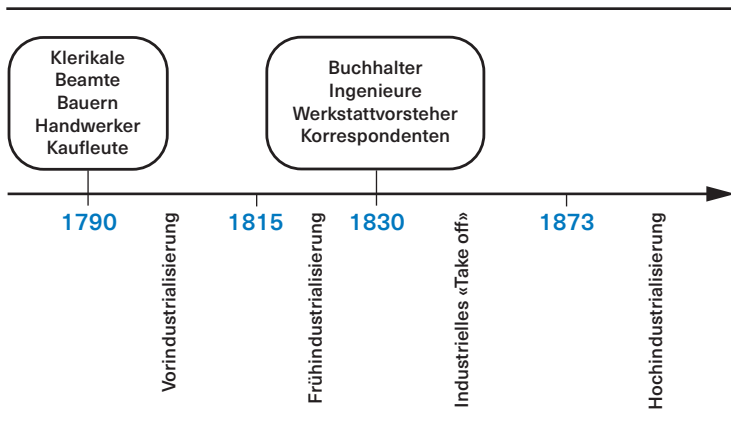 Klerikale
Beamte
Bauern
Handwerker
Kaufleute
Buchhalter
Ingenieure
Werkstattvorsteher
Korrespondenten
1790
1815
1830
1873
Vorindustrialisierung
Frühindustrialisierung
Industrielles «Take off»
Hochindustrialisierung